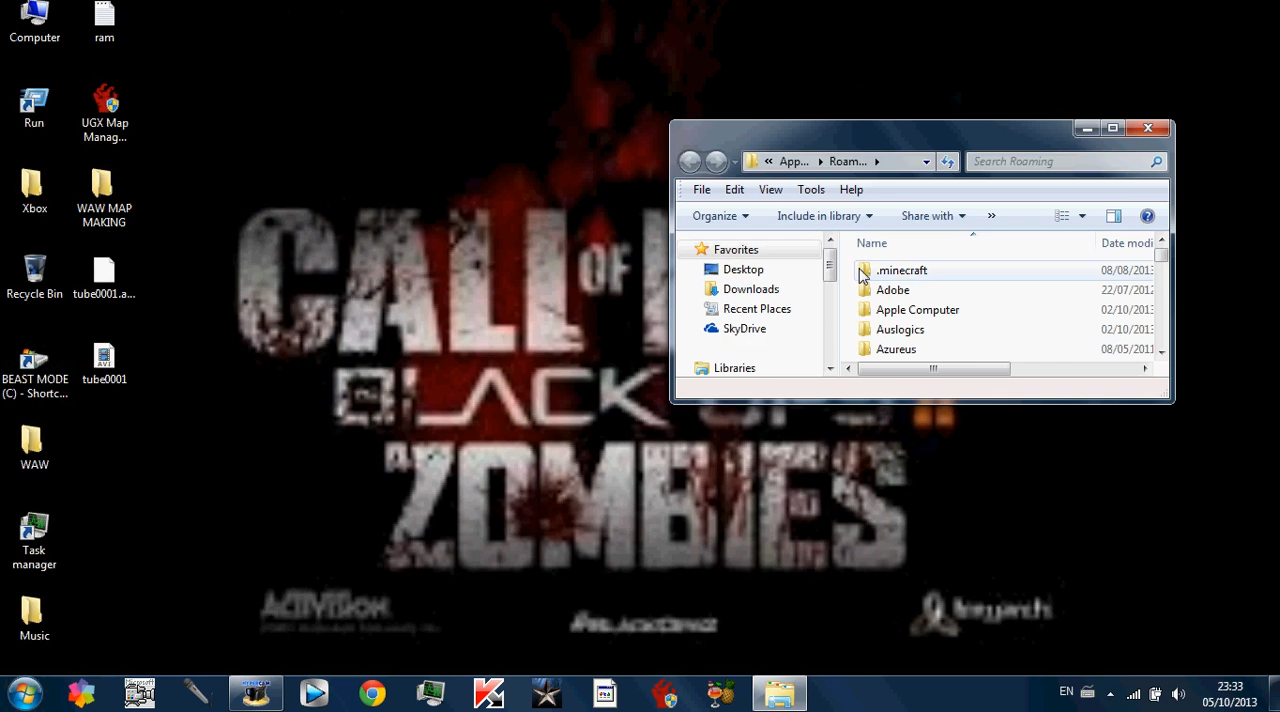 Computer
ram
Run
UGX Map
Manag...
Xbox
WAW MAP
MAKING
Recycle Bin
tube0001.a...
BEAST MODE
(C) - Shortc...
tube0001
WAW
Task
manager
Music
CALL OF
BLACK OPS II
ZOMBIES
ACTIVISION
« App... ▸ Roam... ▸
Search Roaming
File Edit View Tools Help
Organize Include in library Share with »
Favorites
Desktop
Downloads
Recent Places
SkyDrive
Libraries
Name Date modi
.minecraft 08/08/2013
Adobe 22/07/2012
Apple Computer 02/10/2013
Auslogics 02/10/2013
Azureus 08/05/2011
HYPERCAM
EN
23:33
05/10/2013